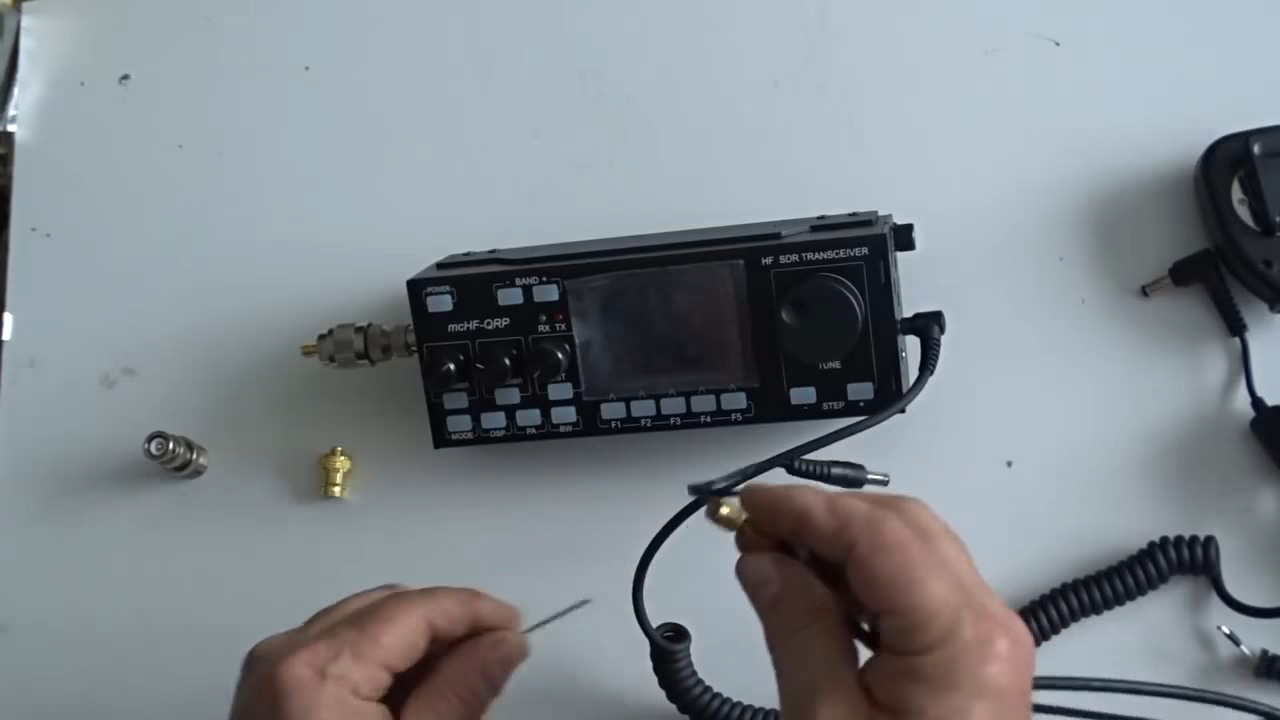 HF SDR TRANSCEIVER
POWER
- BAND +
mcHF-QRP
RX TX
TUNE
- STEP +
F1 F2 F3 F4 F5
MODE DSP PA BW